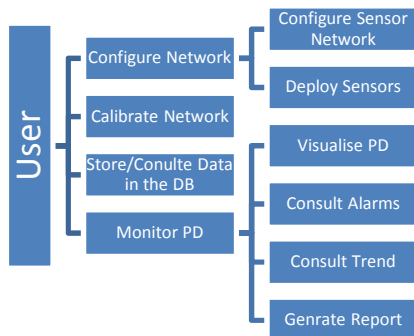 User
Configure Network
Calibrate Network
Store/Conulte Data
in the DB
Monitor PD
Configure Sensor
Network
Deploy Sensors
Visualise PD
Consult Alarms
Consult Trend
Genrate Report